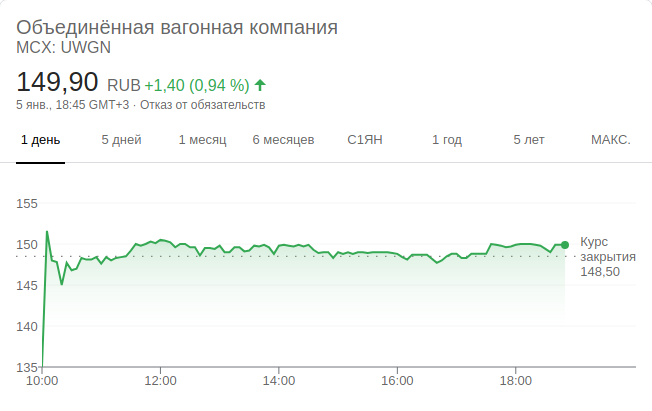 Объединённая вагонная компания
MCX: UWGN
149,90 RUB +1,40 (0,94 %)
5 янв., 18:45 GMT+3 · Отказ от обязательств
1 день 5 дней 1 месяц 6 месяцев С1ЯН 1 год 5 лет МАКС.
155
150
145
140
135
Курс
закрытия
148,50
10:00 12:00 14:00 16:00 18:00